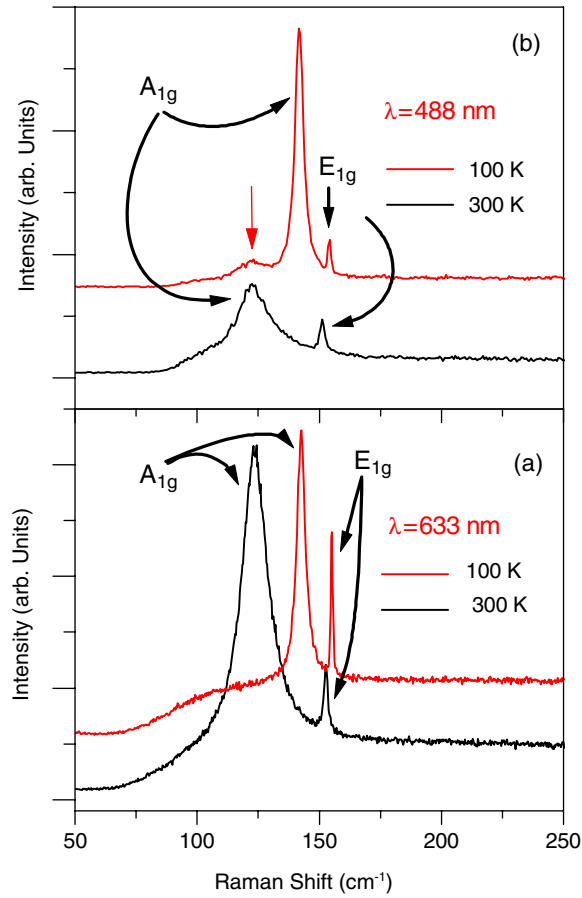 (b)
A1g
λ=488 nm
E1g
100 K
300 K
Intensity (arb. Units)
(a)
A1g
E1g
λ=633 nm
100 K
300 K
Intensity (arb. Units)
50 100 150 200 250
Raman Shift (cm-1)